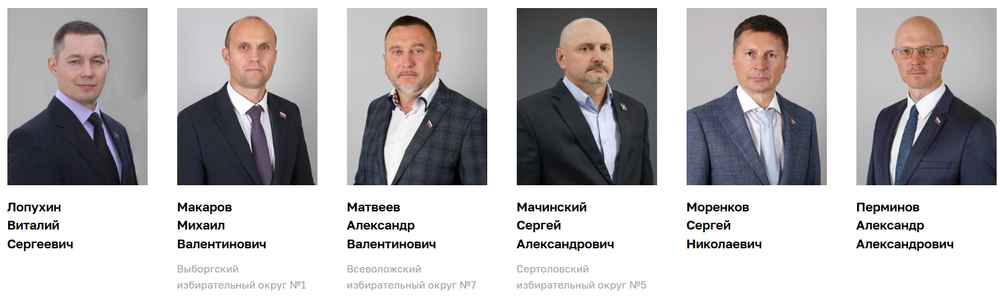 Лопухин
Виталий
Сергеевич
Макаров
Михаил
Валентинович
Выборгский
избирательный округ №1
Матвеев
Александр
Валентинович
Всеволожский
избирательный округ №7
Мачинский
Сергей
Александрович
Сертоловский
избирательный округ №5
Моренков
Сергей
Николаевич
Перминов
Александр
Александрович